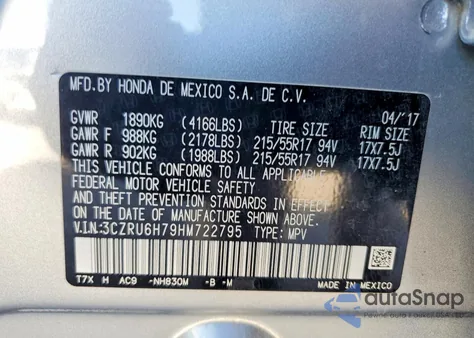 MFD.BY HONDA DE MEXICO S.A. DE C.V.
GVWR 1890KG (4166LBS) TIRE SIZE 04/'17 RIM SIZE
GAWR F 988KG (2178LBS) 215/55R17 94V 17X7.5J
GAWR R 902KG (1988LBS) 215/55R17 94V 17X7.5J
THIS VEHICLE CONFORMS TO ALL APPLICABLE
FEDERAL MOTOR VEHICLE SAFETY
STANDARDS IN EFFECT ON THE DATE OF
MANUFACTURE SHOWN ABOVE.
V.I.N:3CZRU6H79HM722795 TYPE: MPV
T7X H AC9 -NH830M -B -M MADE IN MEXICO
autoSnap